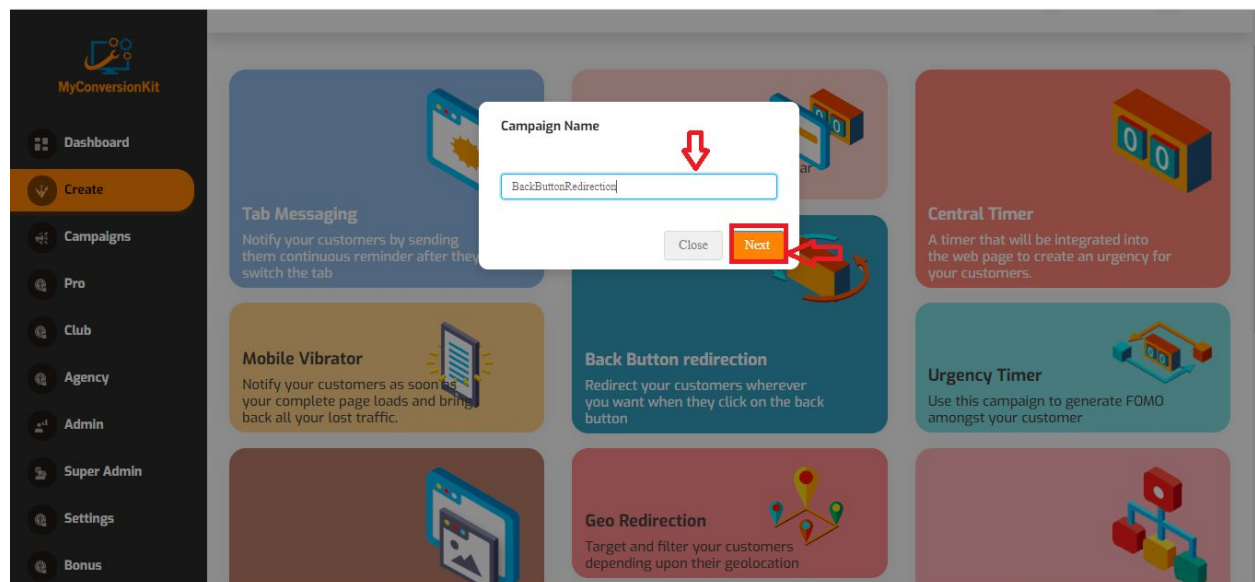 MyConversionKit
Dashboard
Create
Campaigns
Pro
Club
Agency
Admin
Super Admin
Settings
Bonus
Campaign Name
BackButtonRedirection
Close
Next
Tab Messaging
Notify your customers by sending
them continuous reminder after they
switch the tab
ar
0 0
Central Timer
A timer that will be integrated into
the web page to create an urgency for
your customers.
Mobile Vibrator
Notify your customers as soon as
your complete page loads and bring
back all your lost traffic.
Back Button redirection
Redirect your customers wherever
you want when they click on the back
button
Urgency Timer
Use this campaign to generate FOMO
amongst your customer
Geo Redirection
Target and filter your customers
depending upon their geolocation